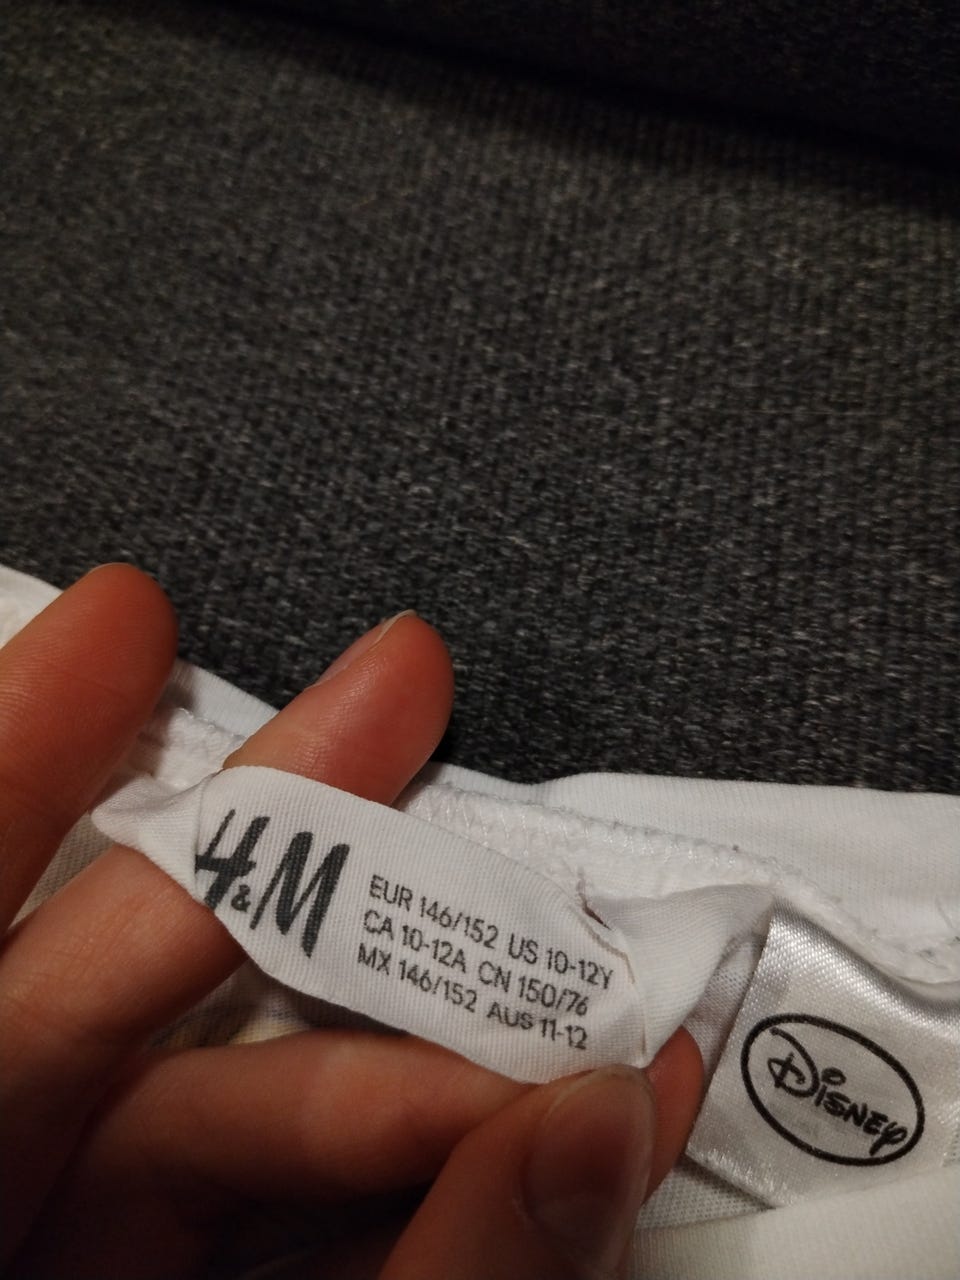 H&M
EUR 146/152 US 10-12Y
CA 10-12A CN 150/76
MX 146/152 AUS 11-12
Disney